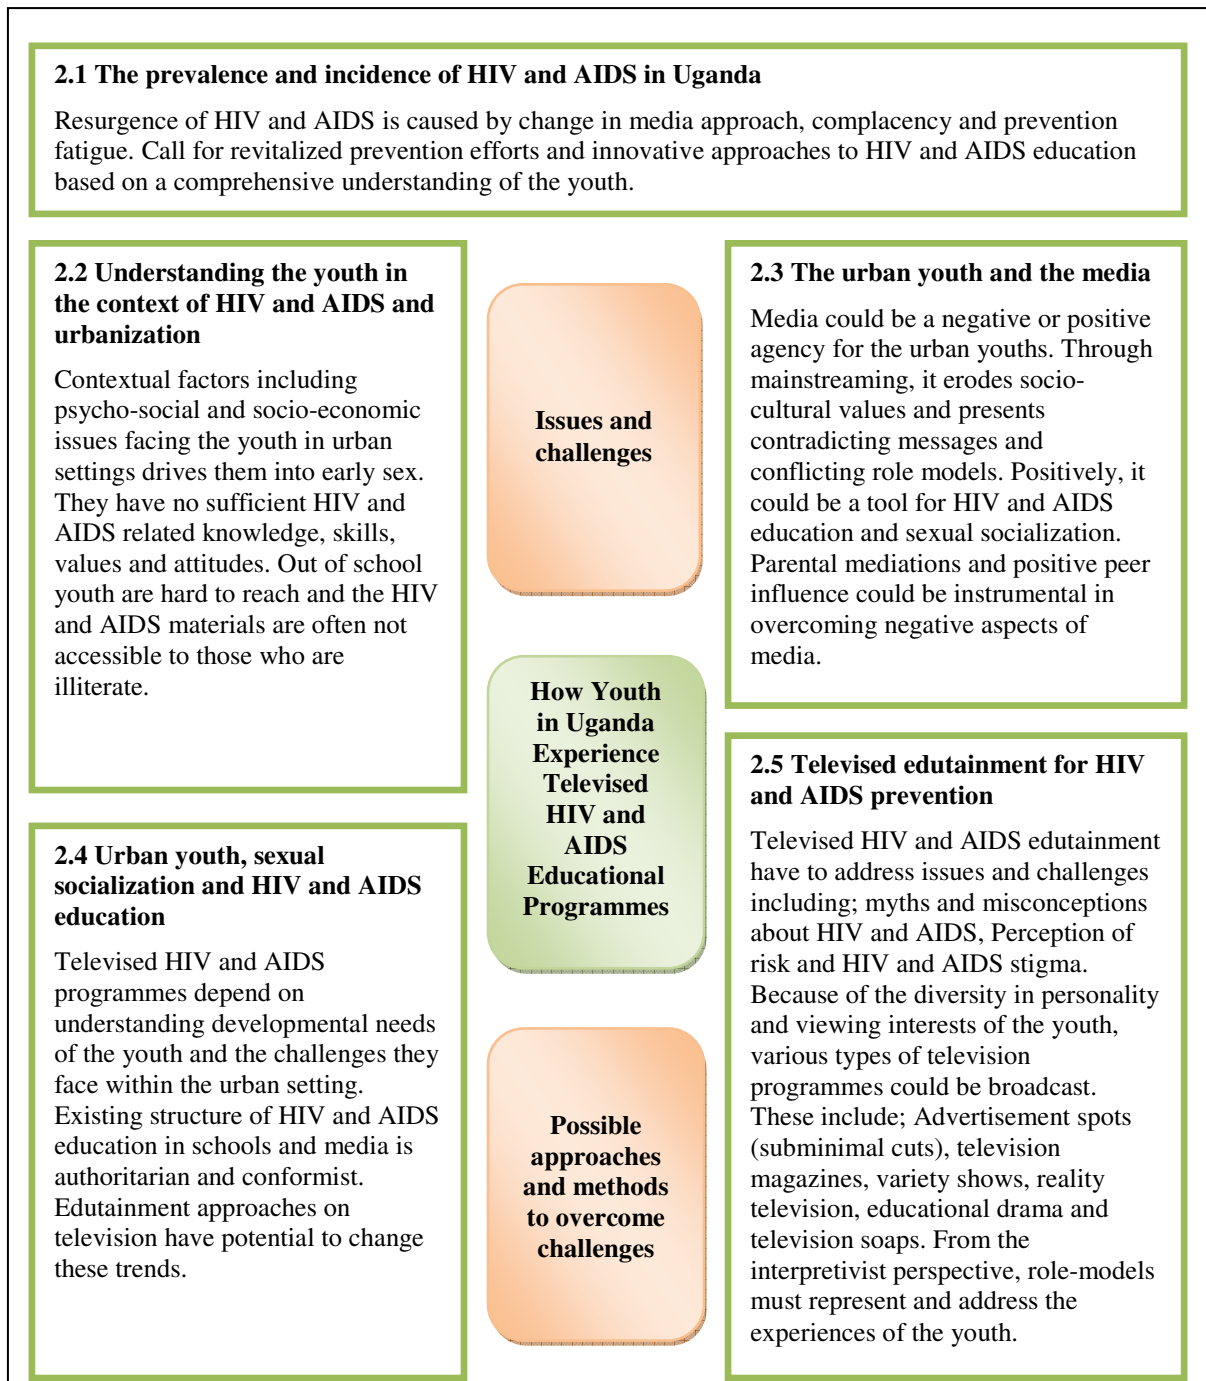 2.1 The prevalence and incidence of HIV and AIDS in Uganda
Resurgence of HIV and AIDS is caused by change in media approach, complacency and prevention
fatigue. Call for revitalized prevention efforts and innovative approaches to HIV and AIDS education
based on a comprehensive understanding of the youth.
2.2 Understanding the youth in
the context of HIV and AIDS and
urbanization
Contextual factors including
psycho-social and socio-economic
issues facing the youth in urban
settings drives them into early sex.
They have no sufficient HIV and
AIDS related knowledge, skills,
values and attitudes. Out of school
youth are hard to reach and the HIV
and AIDS materials are often not
accessible to those who are
illiterate.
Issues and
challenges
2.3 The urban youth and the media
Media could be a negative or positive
agency for the urban youths. Through
mainstreaming, it erodes socio-
cultural values and presents
contradicting messages and
conflicting role models. Positively, it
could be a tool for HIV and AIDS
education and sexual socialization.
Parental mediations and positive peer
influence could be instrumental in
overcoming negative aspects of
media.
How Youth
in Uganda
Experience
Televised
HIV and
AIDS
Educational
Programmes
2.4 Urban youth, sexual
socialization and HIV and AIDS
education
Televised HIV and AIDS
programmes depend on
understanding developmental needs
of the youth and the challenges they
face within the urban setting.
Existing structure of HIV and AIDS
education in schools and media is
authoritarian and conformist.
Edutainment approaches on
television have potential to change
these trends.
Possible
approaches
and methods
to overcome
challenges
2.5 Televised edutainment for HIV
and AIDS prevention
Televised HIV and AIDS edutainment
have to address issues and challenges
including; myths and misconceptions
about HIV and AIDS, Perception of
risk and HIV and AIDS stigma.
Because of the diversity in personality
and viewing interests of the youth,
various types of television
programmes could be broadcast.
These include; Advertisement spots
(subminimal cuts), television
magazines, variety shows, reality
television, educational drama and
television soaps. From the
interpretivist perspective, role-models
must represent and address the
experiences of the youth.